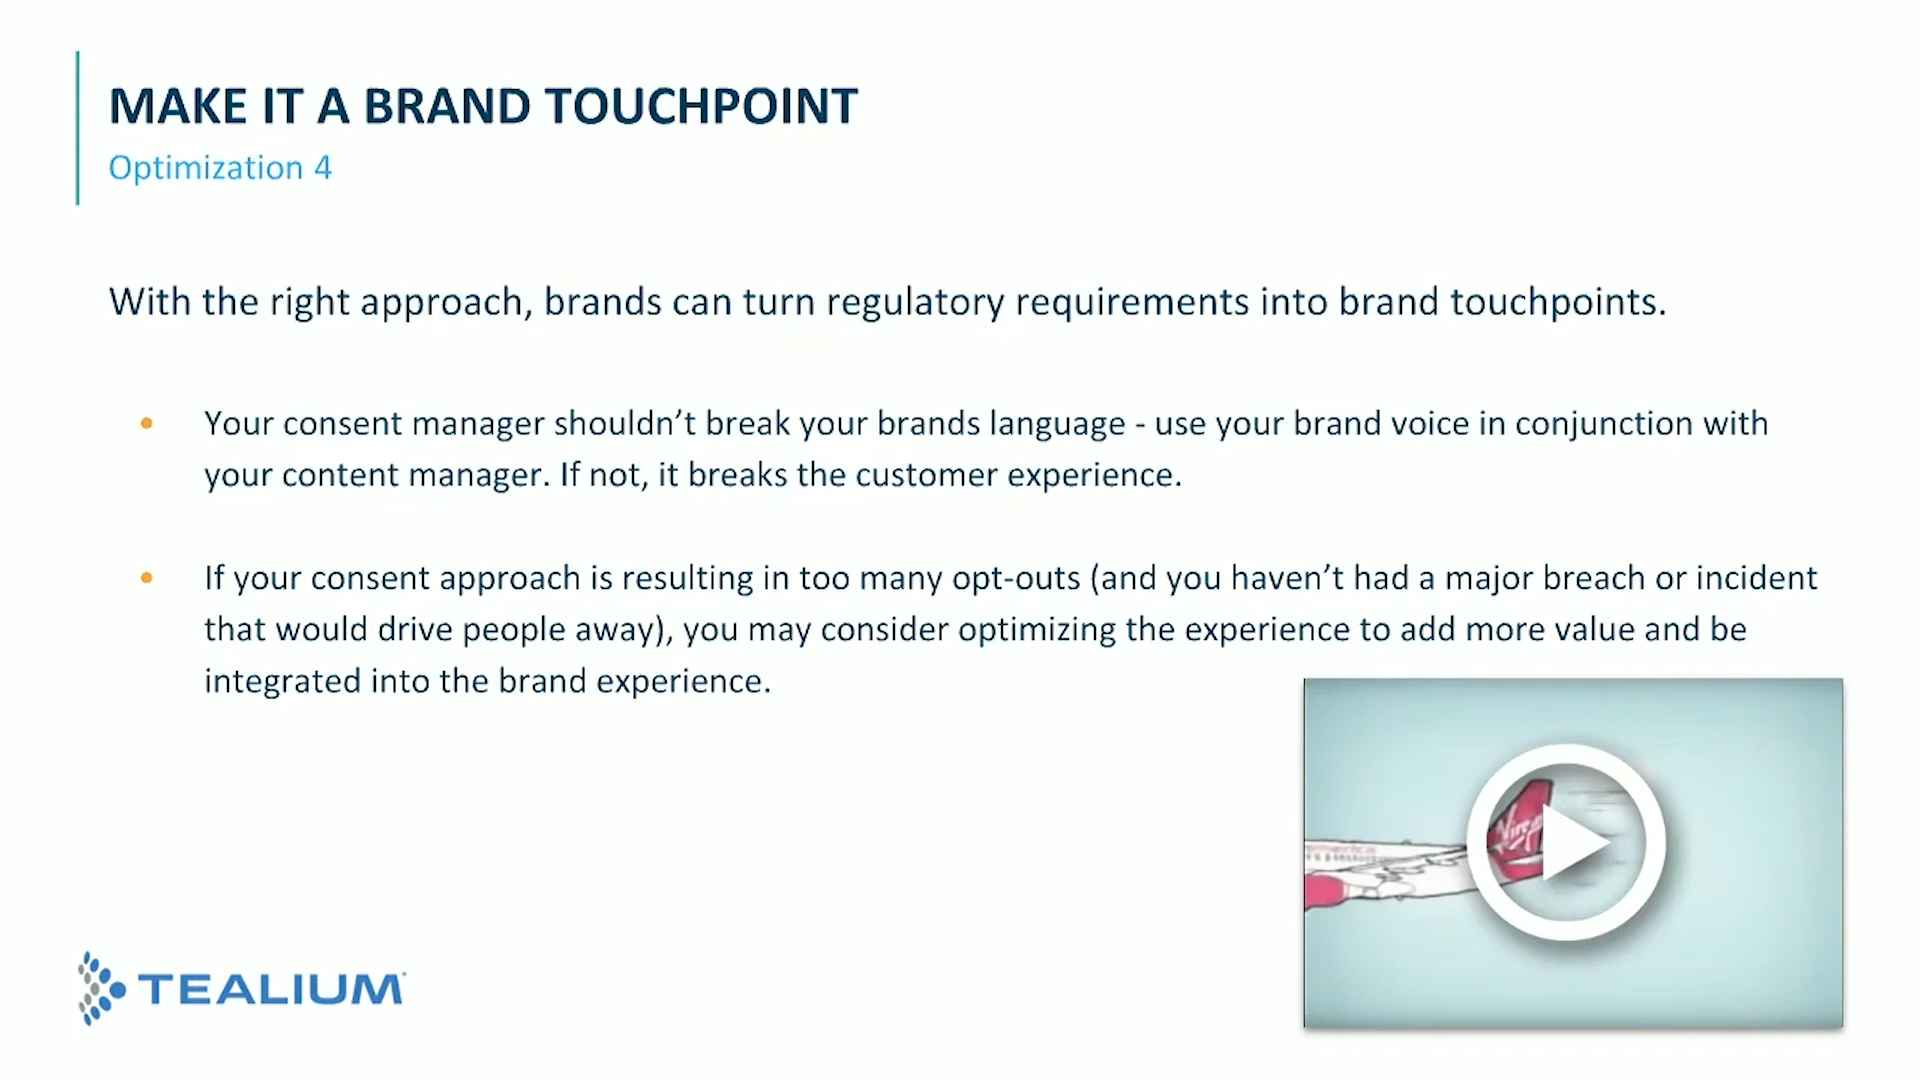 MAKE IT A BRAND TOUCHPOINT
Optimization 4
With the right approach, brands can turn regulatory requirements into brand touchpoints.
• Your consent manager shouldn’t break your brands language - use your brand voice in conjunction with
your content manager. If not, it breaks the customer experience.
• If your consent approach is resulting in too many opt-outs (and you haven’t had a major breach or incident
that would drive people away), you may consider optimizing the experience to add more value and be
integrated into the brand experience.
TEALIUM